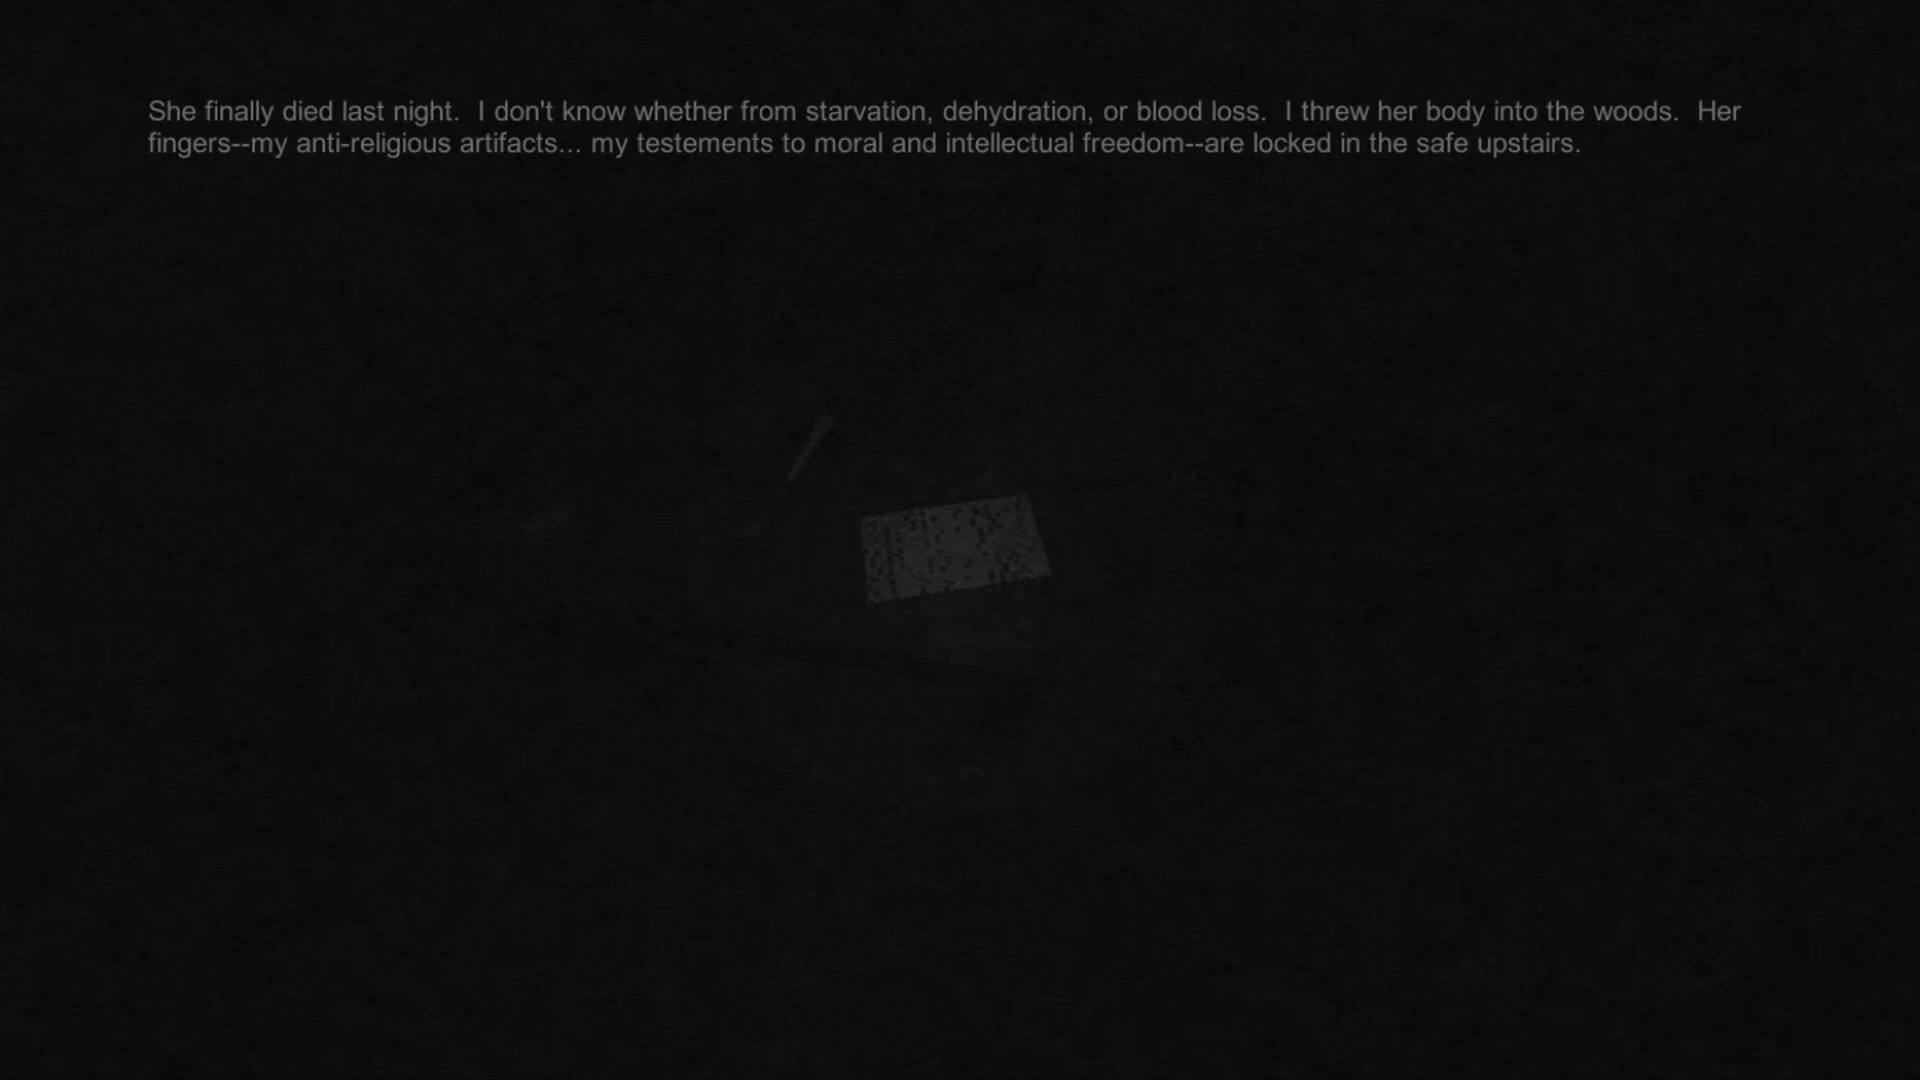 She finally died last night.  I don't know whether from starvation, dehydration, or blood loss.  I threw her body into the woods.  Her
fingers--my anti-religious artifacts... my testements to moral and intellectual freedom--are locked in the safe upstairs.